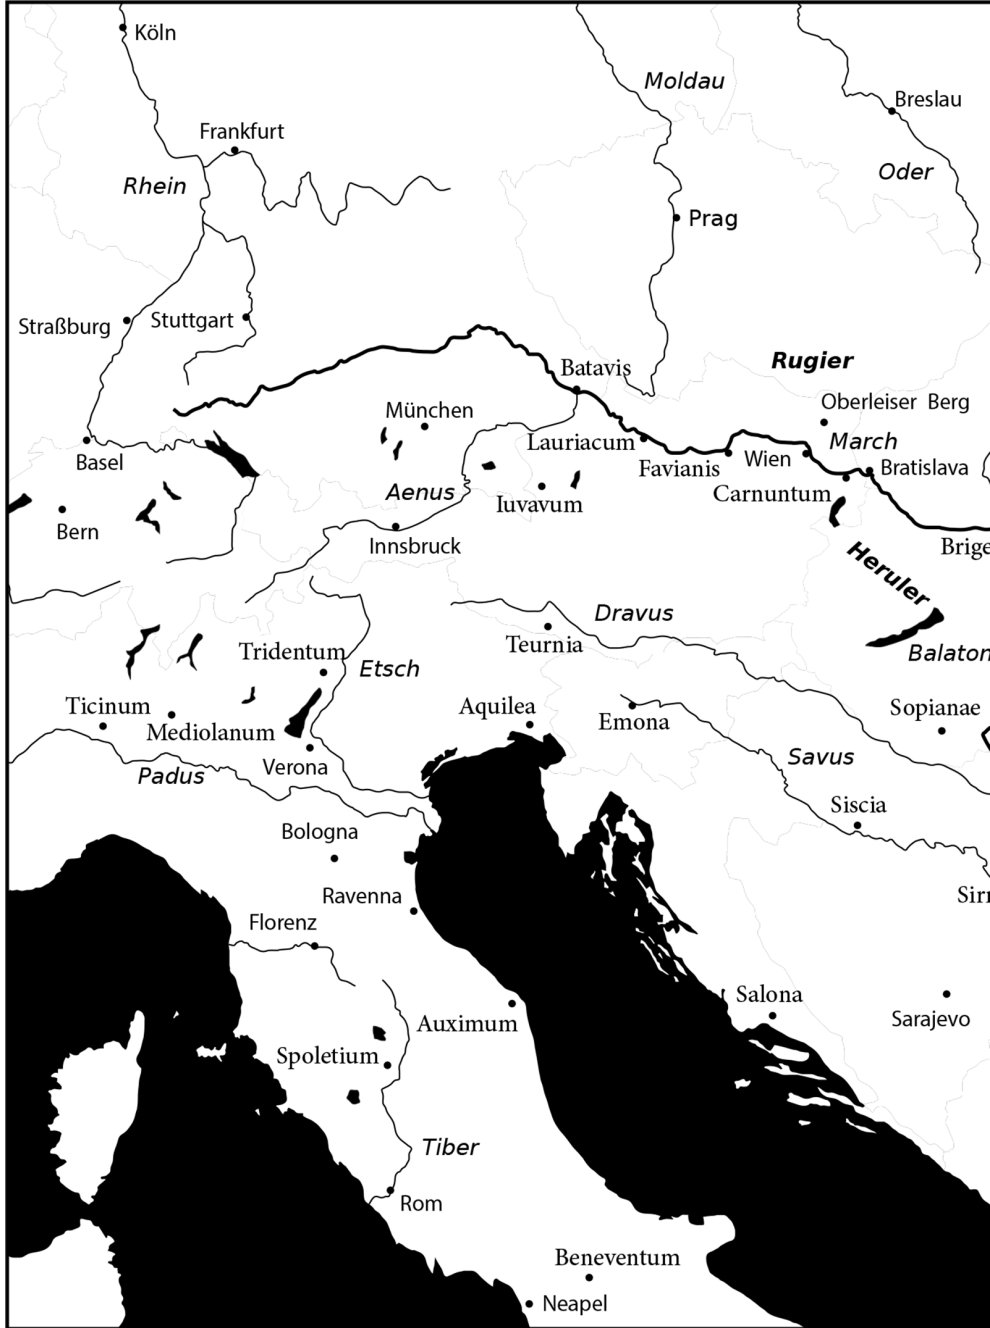 Köln
Moldau
Breslau
Frankfurt
Oder
Rhein
Prag
Straßburg
Stuttgart
Rugier
Batavis
Oberleiser Berg
München
Lauriacum
March
Basel
Favianis
Wien
Bratislava
Aenus
Carnuntum
Iuvavum
Bern
Innsbruck
Brige
Heruler
Dravus
Teurnia
Tridentum
Etsch
Balaton
Ticinum
Aquilea
Sopianae
Mediolanum
Emona
Savus
Verona
Padus
Siscia
Bologna
Ravenna
Sirr
Florenz
Salona
Auximum
Sarajevo
Spoletium
Tiber
Rom
Beneventum
Neapel